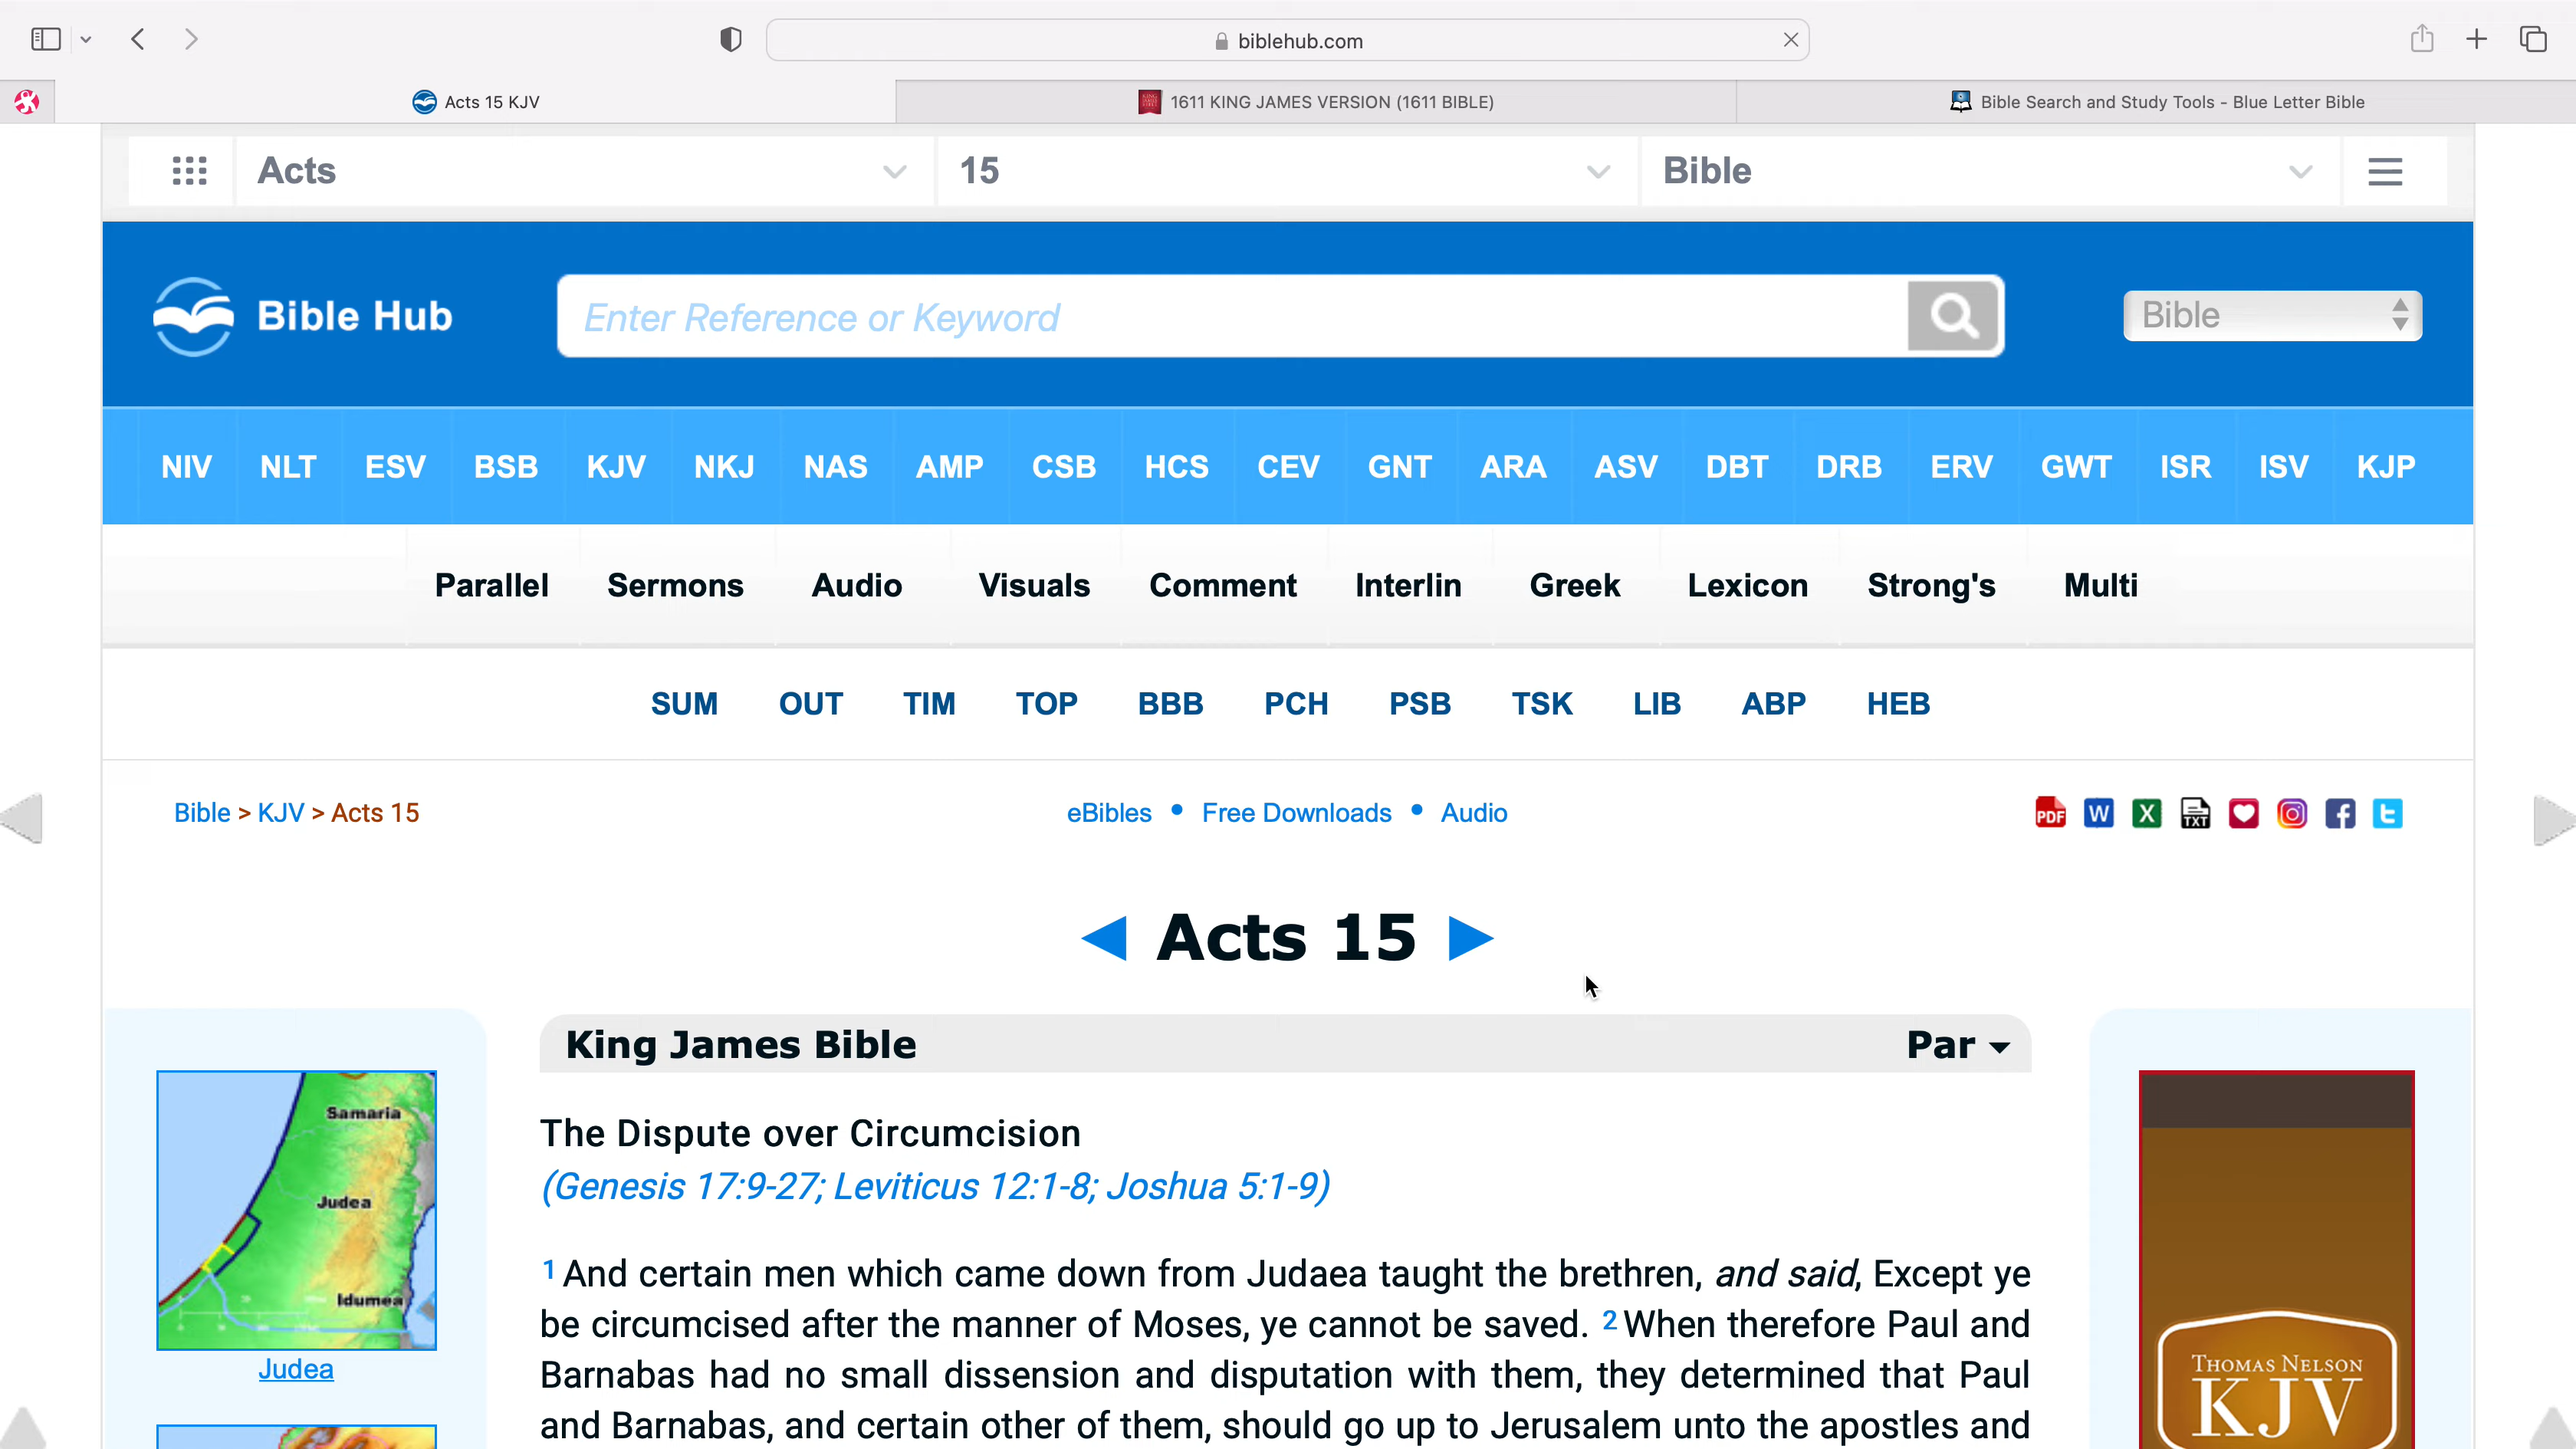 biblehub.com
Acts 15 KJV
1611 KING JAMES VERSION (1611 BIBLE)
Bible Search and Study Tools - Blue Letter Bible
Acts
15
Bible
Bible Hub
Enter Reference or Keyword
Bible
NIV NLT ESV BSB KJV NKJ NAS AMP CSB HCS CEV GNT ARA ASV DBT DRB ERV GWT ISR ISV KJP
Parallel Sermons Audio Visuals Comment Interlin Greek Lexicon Strong's Multi
SUM OUT TIM TOP BBB PCH PSB TSK LIB ABP HEB
Bible > KJV > Acts 15
eBibles • Free Downloads • Audio
PDF W X TXT
◀ Acts 15 ▶
King James Bible
Par
The Dispute over Circumcision
(Genesis 17:9-27; Leviticus 12:1-8; Joshua 5:1-9)
1 And certain men which came down from Judaea taught the brethren, and said, Except ye
be circumcised after the manner of Moses, ye cannot be saved. 2 When therefore Paul and
Barnabas had no small dissension and disputation with them, they determined that Paul
and Barnabas, and certain other of them, should go up to Jerusalem unto the apostles and
Samaria
Judea
Idumea
Judea
THOMAS NELSON
KJV